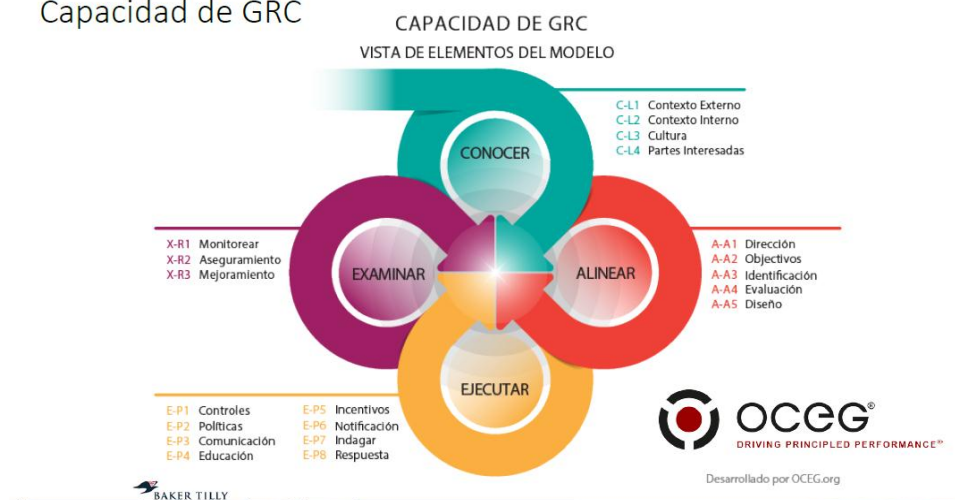 Capacidad de GRC
CAPACIDAD DE GRC
VISTA DE ELEMENTOS DEL MODELO
CONOCER
C-L1 Contexto Externo
C-L2 Contexto Interno
C-L3 Cultura
C-L4 Partes Interesadas
X-R1 Monitorear
X-R2 Aseguramiento
X-R3 Mejoramiento
EXAMINAR
ALINEAR
A-A1 Dirección
A-A2 Objetivos
A-A3 Identificación
A-A4 Evaluación
A-A5 Diseño
EJECUTAR
E-P1 Controles
E-P2 Políticas
E-P3 Comunicación
E-P4 Educación
E-P5 Incentivos
E-P6 Notificación
E-P7 Indagar
E-P8 Respuesta
OCEG®
DRIVING PRINCIPLED PERFORMANCE®
Desarrollado por OCEG.org
BAKER TILLY